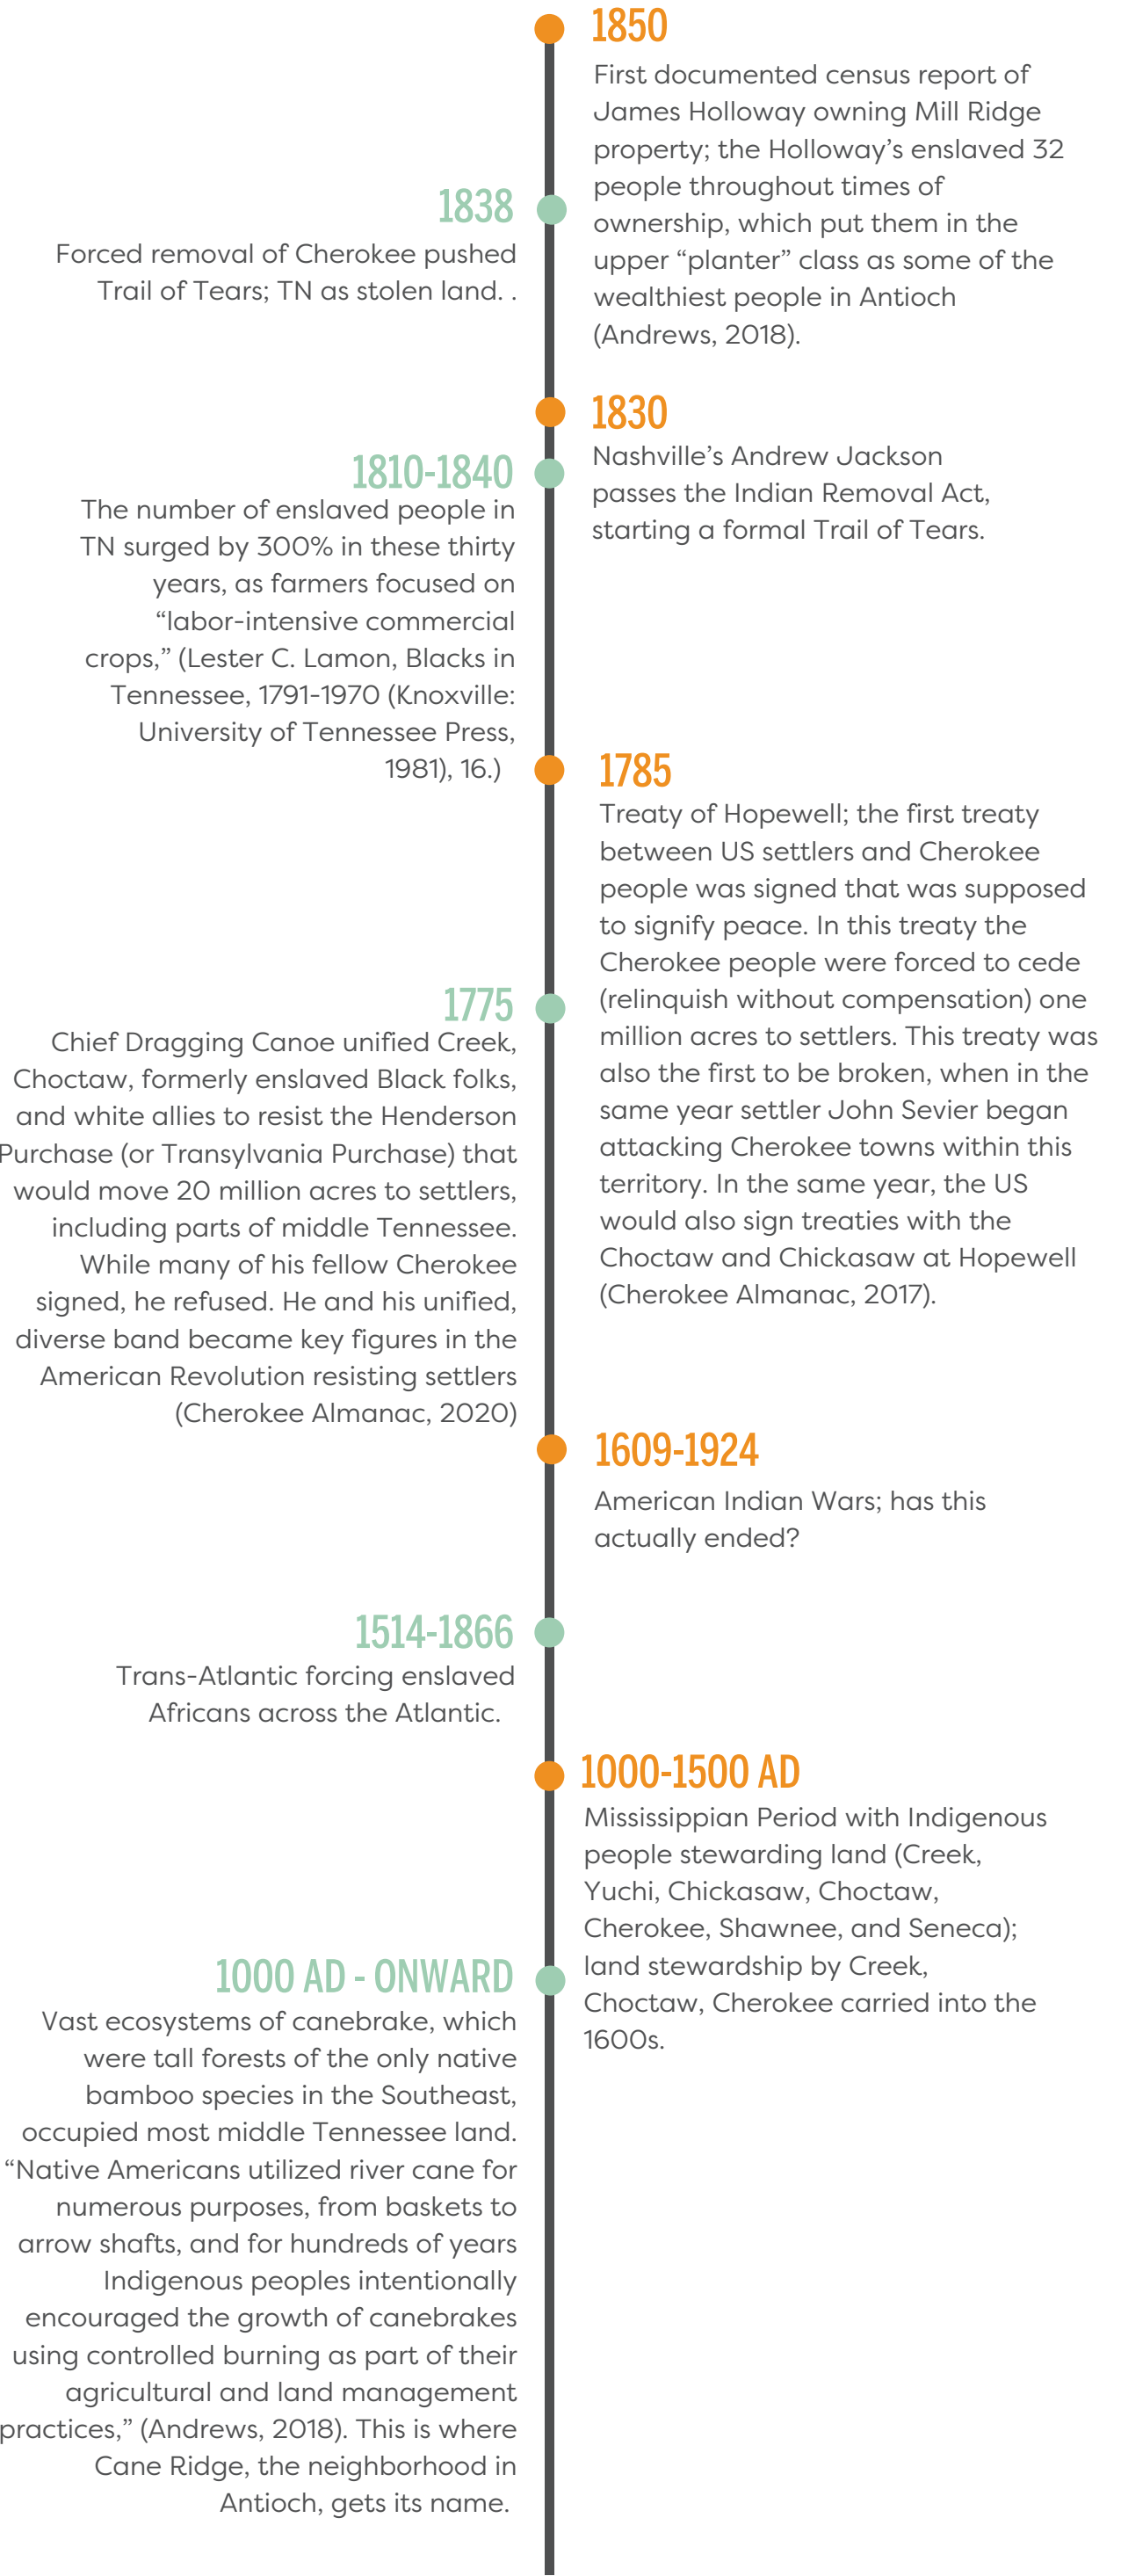 1850
First documented census report of
James Holloway owning Mill Ridge
property; the Holloway's enslaved 32
people throughout times of
ownership, which put them in the
upper “planter” class as some of the
wealthiest people in Antioch
(Andrews, 2018).
1838
Forced removal of Cherokee pushed
Trail of Tears; TN as stolen land. .
1830
Nashville's Andrew Jackson
passes the Indian Removal Act,
starting a formal Trail of Tears.
1810-1840
The number of enslaved people in
TN surged by 300% in these thirty
years, as farmers focused on
“labor-intensive commercial
crops,” (Lester C. Lamon, Blacks in
Tennessee, 1791-1970 (Knoxville:
University of Tennessee Press,
1981), 16.)
1785
Treaty of Hopewell; the first treaty
between US settlers and Cherokee
people was signed that was supposed
to signify peace. In this treaty the
Cherokee people were forced to cede
(relinquish without compensation) one
million acres to settlers. This treaty was
also the first to be broken, when in the
same year settler John Sevier began
attacking Cherokee towns within this
territory. In the same year, the US
would also sign treaties with the
Choctaw and Chickasaw at Hopewell
(Cherokee Almanac, 2017).
1775
Chief Dragging Canoe unified Creek,
Choctaw, formerly enslaved Black folks,
and white allies to resist the Henderson
Purchase (or Transylvania Purchase) that
would move 20 million acres to settlers,
including parts of middle Tennessee.
While many of his fellow Cherokee
signed, he refused. He and his unified,
diverse band became key figures in the
American Revolution resisting settlers
(Cherokee Almanac, 2020)
1609-1924
American Indian Wars; has this
actually ended?
1514-1866
Trans-Atlantic forcing enslaved
Africans across the Atlantic.
1000-1500 AD
Mississippian Period with Indigenous
people stewarding land (Creek,
Yuchi, Chickasaw, Choctaw,
Cherokee, Shawnee, and Seneca);
land stewardship by Creek,
Choctaw, Cherokee carried into the
1600s.
1000 AD - ONWARD
Vast ecosystems of canebrake, which
were tall forests of the only native
bamboo species in the Southeast,
occupied most middle Tennessee land.
“Native Americans utilized river cane for
numerous purposes, from baskets to
arrow shafts, and for hundreds of years
Indigenous peoples intentionally
encouraged the growth of canebrakes
using controlled burning as part of their
agricultural and land management
practices,” (Andrews, 2018). This is where
Cane Ridge, the neighborhood in
Antioch, gets its name.